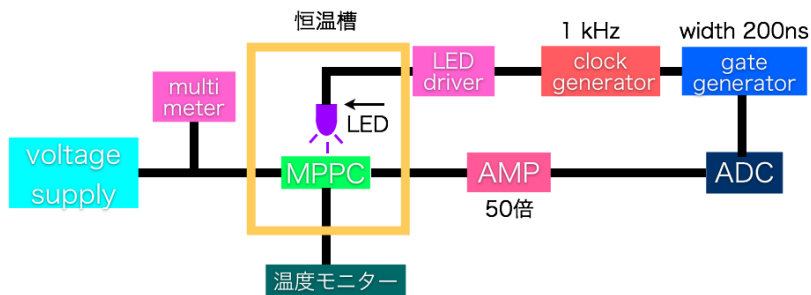 恒温槽
1 kHz
width 200ns
multi
meter
LED
driver
clock
generator
gate
generator
LED
voltage
supply
MPPC
AMP
ADC
50倍
温度モニター